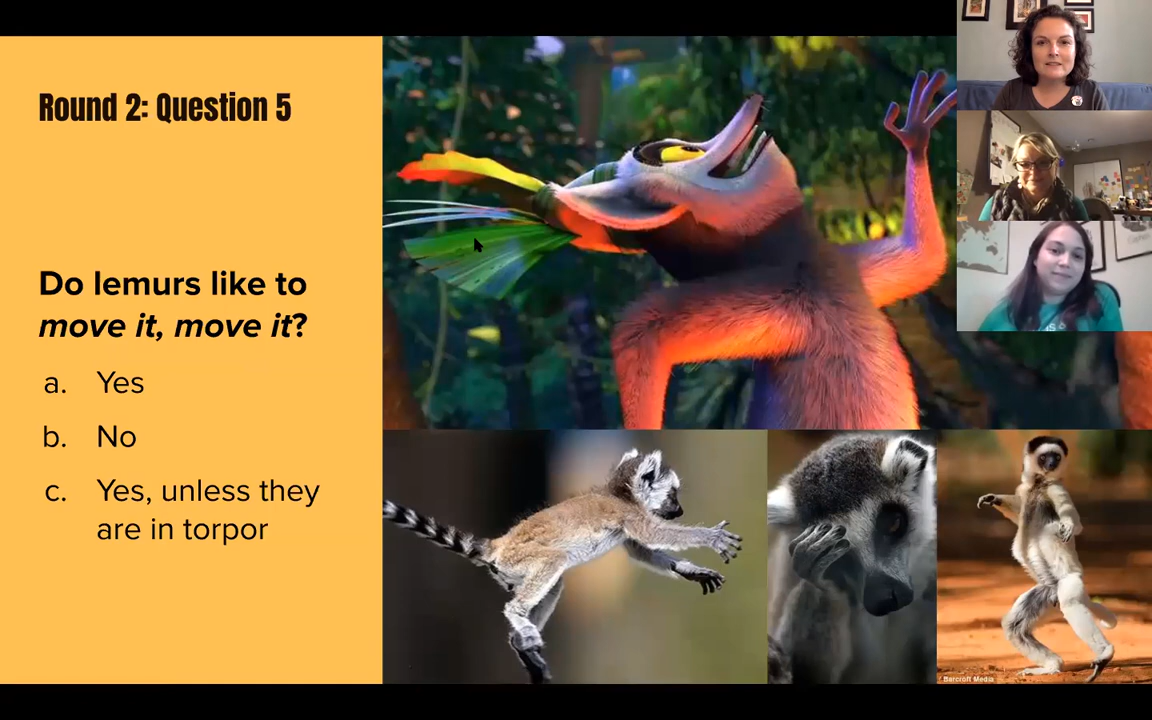 Round 2: Question 5
Do lemurs like to
move it, move it?
a. Yes
b. No
c. Yes, unless they
are in torpor
Barcroft Media